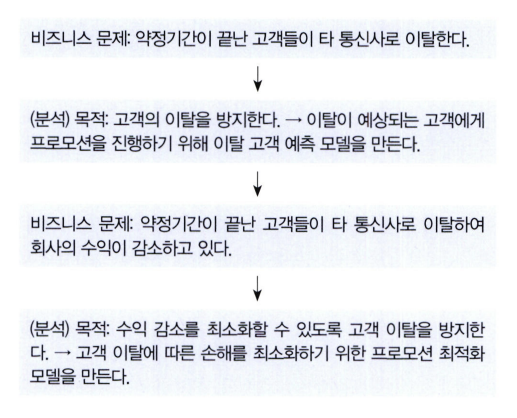 비즈니스 문제: 약정기간이 끝난 고객들이 타 통신사로 이탈한다.
(분석) 목적: 고객의 이탈을 방지한다. → 이탈이 예상되는 고객에게
프로모션을 진행하기 위해 이탈 고객 예측 모델을 만든다.
비즈니스 문제: 약정기간이 끝난 고객들이 타 통신사로 이탈하여
회사의 수익이 감소하고 있다.
(분석) 목적: 수익 감소를 최소화할 수 있도록 고객 이탈을 방지한
다. → 고객 이탈에 따른 손해를 최소화하기 위한 프로모션 최적화
모델을 만든다.